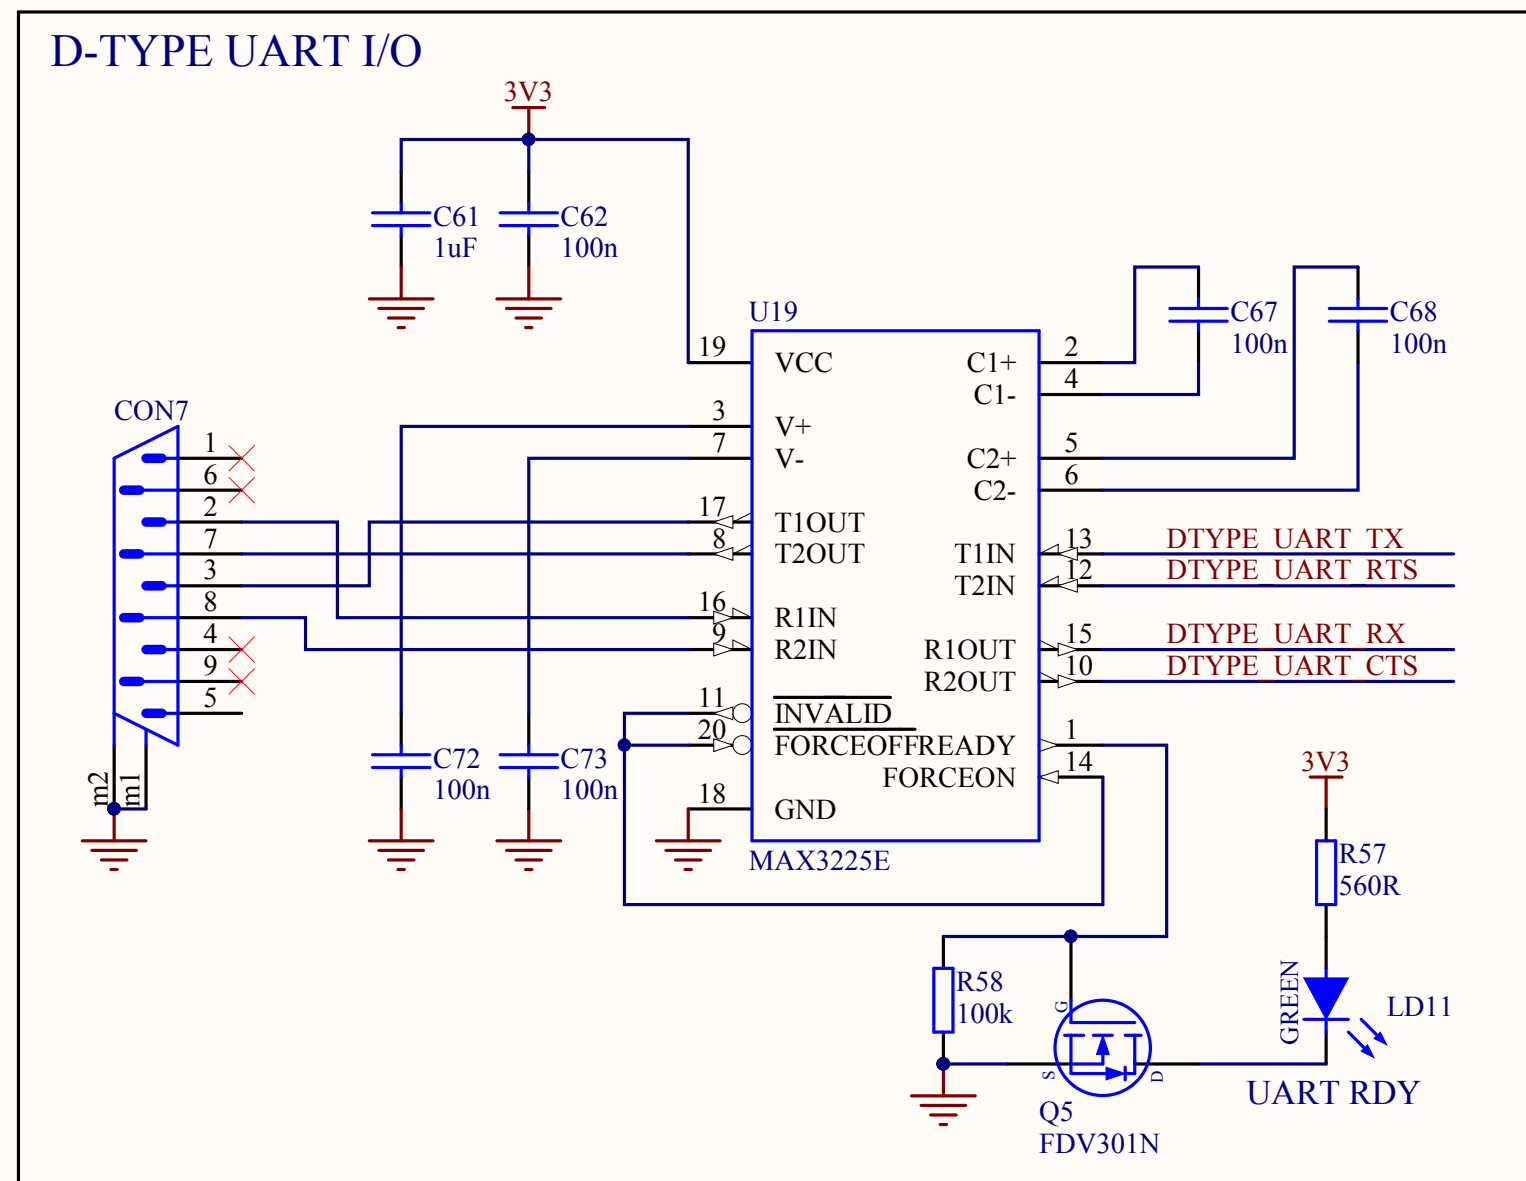 D-TYPE UART I/O
3V3
C61
1uF
C62
100n
U19
C67
100n
C68
100n
19
VCC
C1+
2
C1-
4
CON7
3
V+
7
V-
C2+
5
C2-
6
1
6
2
7
3
8
4
9
5
17
T1OUT
8
T2OUT
T1IN
13
DTYPE_UART_TX
T2IN
12
DTYPE_UART_RTS
16
R1IN
9
R2IN
R1OUT
15
DTYPE_UART_RX
R2OUT
10
DTYPE_UART_CTS
11
INVALID
20
FORCEOFF
READY
1
FORCEON
14
m2
m1
C72
100n
C73
100n
18
GND
MAX3225E
3V3
R57
560R
R58
100k
G
S
D
GREEN
LD11
UART RDY
Q5
FDV301N